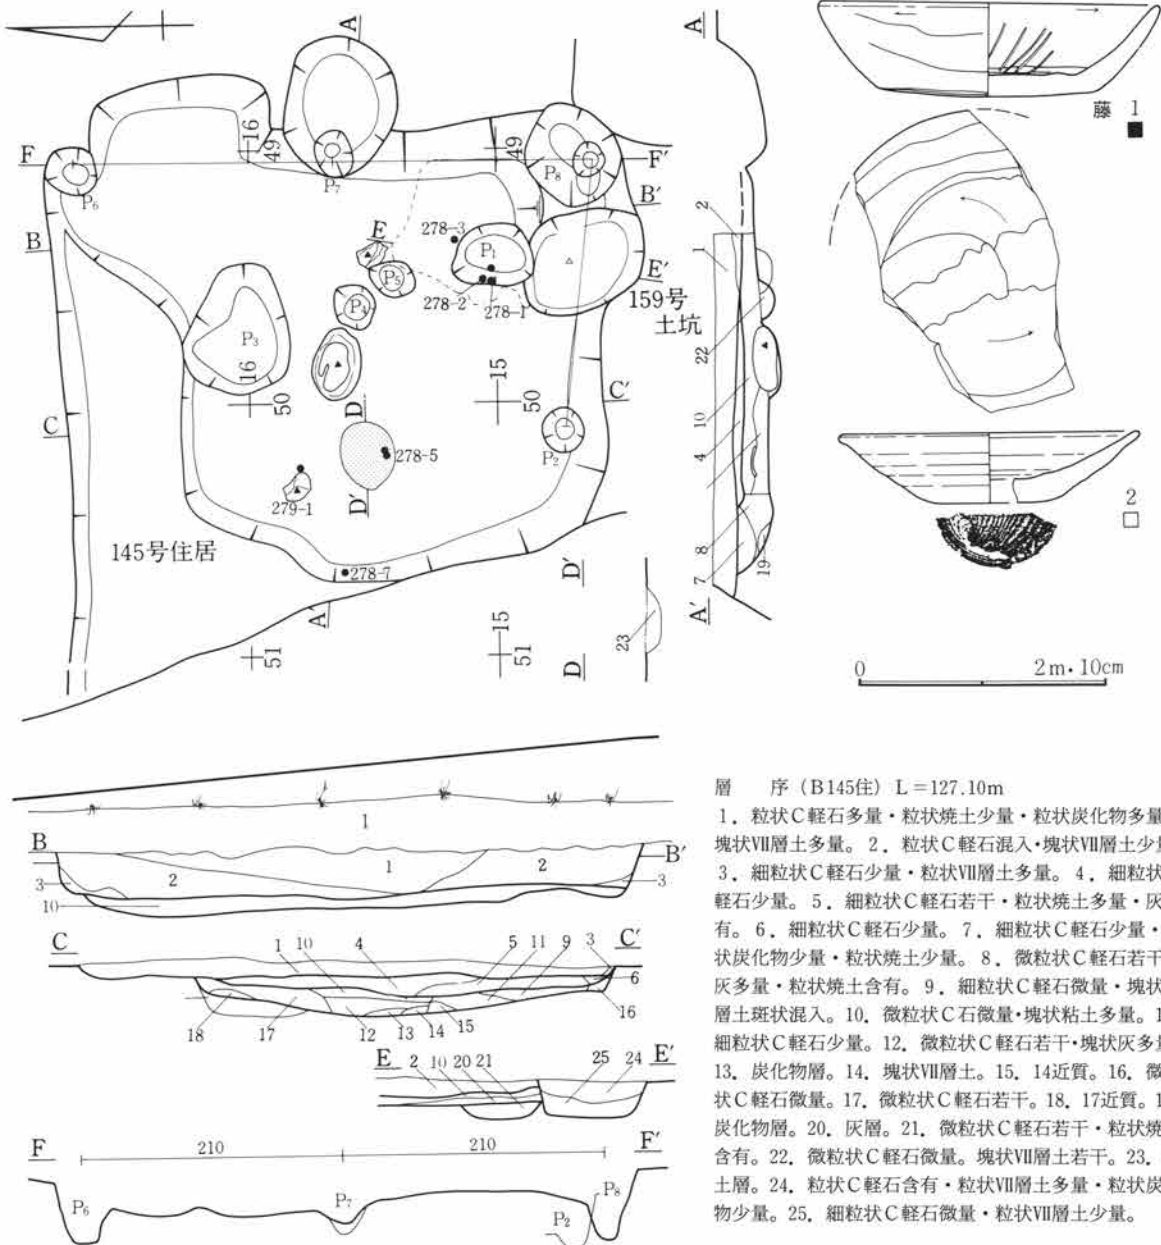 A
A
16
49
49
F
F'
P₆
P₇
P₈
B
B'
E
278-3
P₁
P₅
E'
278-2
278-1
159号
土坑
P₄
P₃
16
50
15
50
C
C'
D
P₂
278-5
D'
279-1
145号住居
278-7
A'
D'
15
51
51
D
23
2
1
22
10
4
8
7
19
A'
藤 1
2
0 2m・10cm
1
B
B'
2
1
2
3
3
10
C
C'
1 10 4 5 11 9 3
6
18 17 12 13 14 15 16
E
E'
2 10 20 21 25 24
F
F'
210 210
P₆
P₇
P₈
P₂
層 序 (B145住) L=127.10m
1. 粒状C軽石多量・粒状焼土少量・粒状炭化物多量
塊状Ⅶ層土多量。2. 粒状C軽石混入・塊状Ⅶ層土少
3. 細粒状C軽石少量・粒状Ⅶ層土多量。4. 細粒状
軽石少量。5. 細粒状C軽石若干・粒状焼土多量・灰
有。6. 細粒状C軽石少量。7. 細粒状C軽石少量・
状炭化物少量・粒状焼土少量。8. 微粒状C軽石若干
灰多量・粒状焼土含有。9. 細粒状C軽石微量・塊状
層土斑状混入。10. 微粒状C石微量・塊状粘土多量。1
細粒状C軽石少量。12. 微粒状C軽石若干・塊状灰多量
13. 炭化物層。14. 塊状Ⅶ層土。15. 14近質。16. 微
状C軽石微量。17. 微粒状C軽石若干。18. 17近質。1
炭化物層。20. 灰層。21. 微粒状C軽石若干・粒状焼
含有。22. 微粒状C軽石微量。塊状Ⅶ層土若干。23.
土層。24. 粒状C軽石含有・粒状Ⅶ層土多量・粒状炭
物少量。25. 細粒状C軽石微量・粒状Ⅶ層土少量。